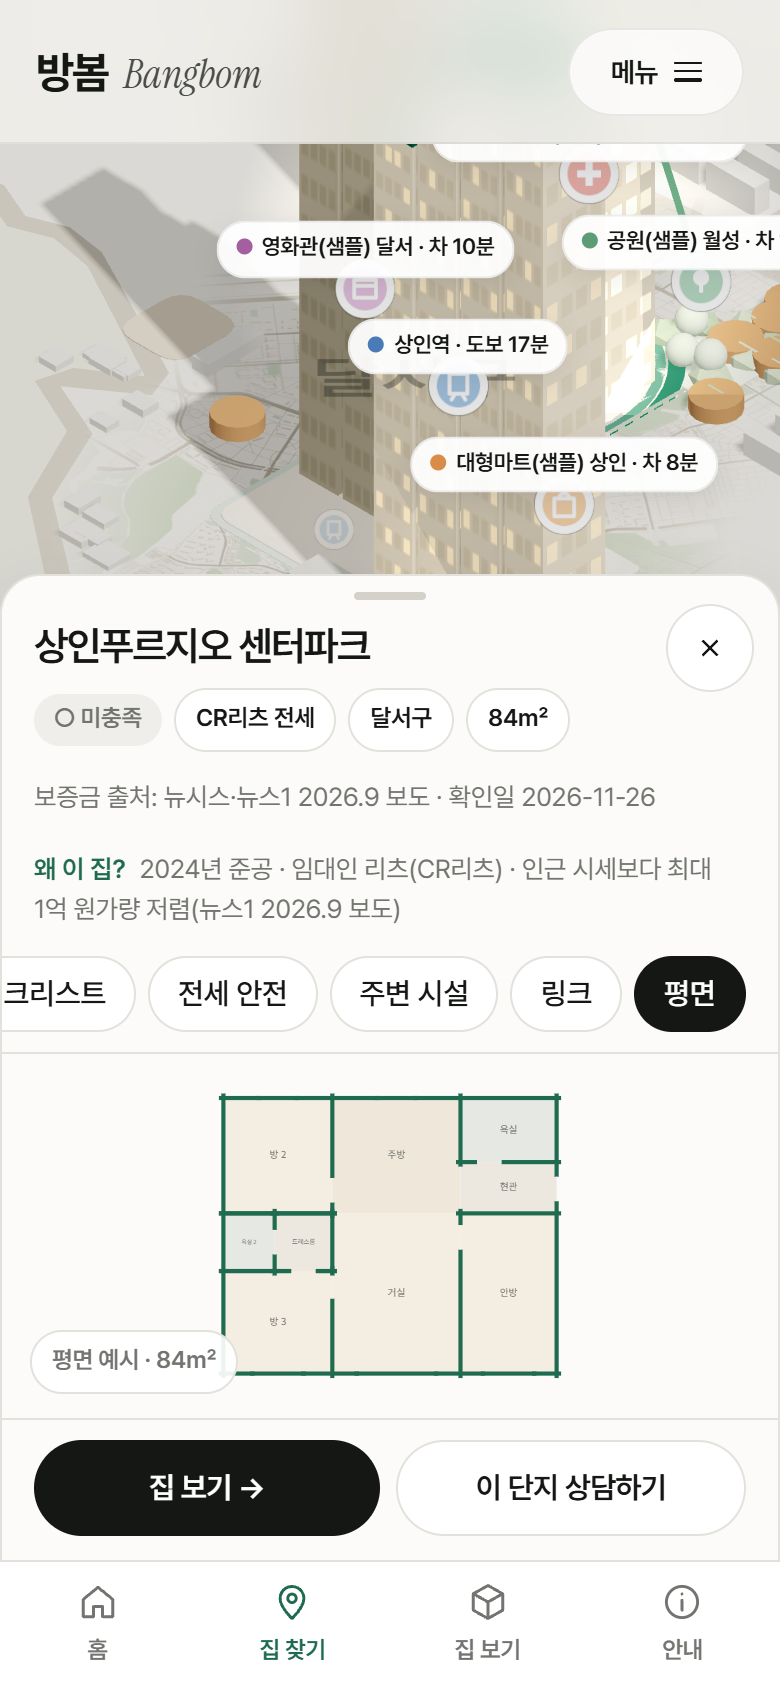 방봄 Bangbom
메뉴
영화관(샘플) 달서 · 차 10분
공원(샘플) 월성 · 차
상인역 · 도보 17분
대형마트(샘플) 상인 · 차 8분
상인푸르지오 센터파크
미충족
CR리츠 전세
달서구
84m²
보증금 출처: 뉴시스·뉴스1 2026.9 보도 · 확인일 2026-11-26
왜 이 집? 2024년 준공 · 임대인 리츠(CR리츠) · 인근 시세보다 최대
1억 원가량 저렴(뉴스1 2026.9 보도)
크리스트
전세 안전
주변 시설
링크
평면
욕실
방 2
주방
현관
욕실 2
드레스룸
거실
안방
방 3
평면 예시 · 84m²
집 보기 →
이 단지 상담하기
홈
집 찾기
집 보기
안내